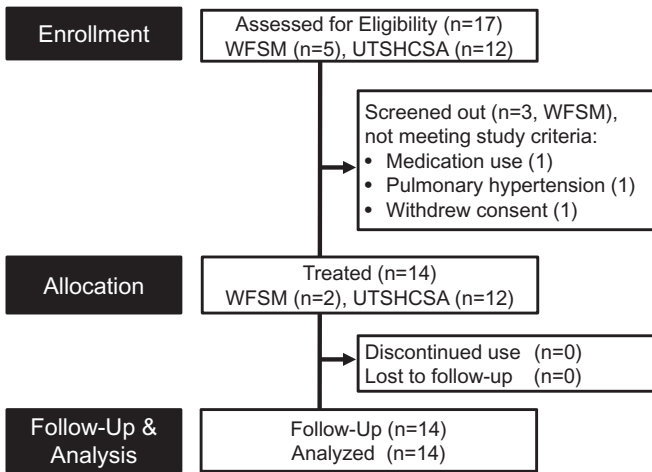 Enrollment
Assessed for Eligibility (n=17)
WFSM (n=5), UTSHCSA (n=12)
Screened out (n=3, WFSM),
not meeting study criteria:
• Medication use (1)
• Pulmonary hypertension (1)
• Withdrew consent (1)
Allocation
Treated (n=14)
WFSM (n=2), UTSHCSA (n=12)
Discontinued use (n=0)
Lost to follow-up (n=0)
Follow-Up &
Analysis
Follow-Up (n=14)
Analyzed (n=14)